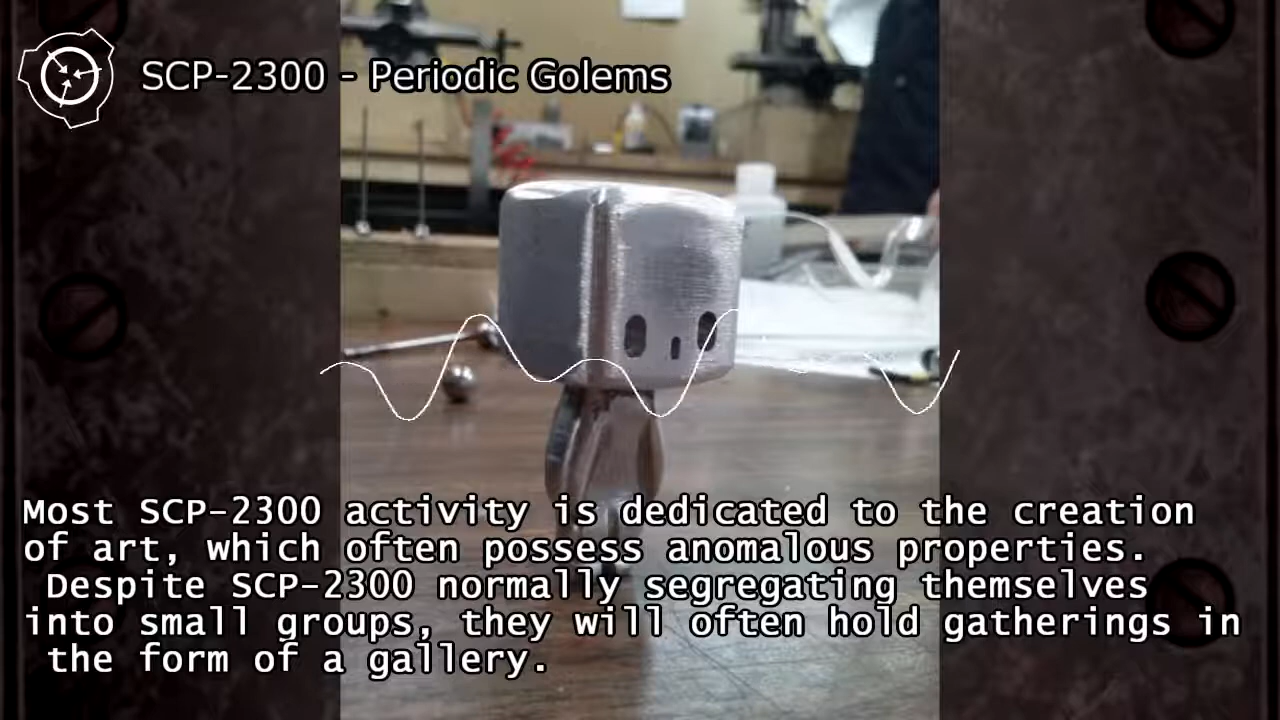 SCP-2300 - Periodic Golems
Most SCP-2300 activity is dedicated to the creation
of art, which often possess anomalous properties.
Despite SCP-2300 normally segregating themselves
into small groups, they will often hold gatherings in
the form of a gallery.